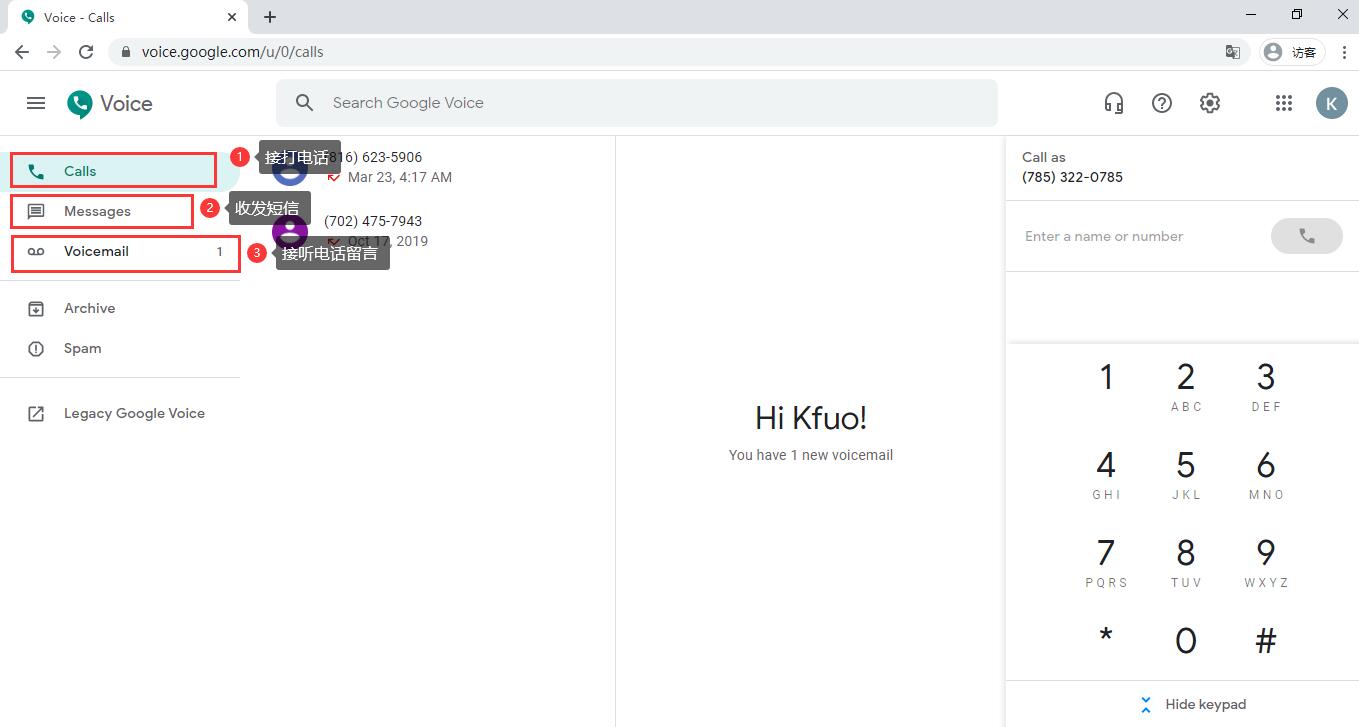 Voice - Calls
voice.google.com/u/0/calls
访客
Voice
Search Google Voice
K
Calls
1 接打电话
Messages
2 收发短信
Voicemail 1
3 接听电话留言
Archive
Spam
Legacy Google Voice
816) 623-5906
Mar 23, 4:17 AM
(702) 475-7943
Oct 17, 2019
Hi Kfuo!
You have 1 new voicemail
Call as
(785) 322-0785
Enter a name or number
1 2 3
ABC DEF
4 5 6
GHI JKL MNO
7 8 9
PQRS TUV WXYZ
* 0 #
Hide keypad